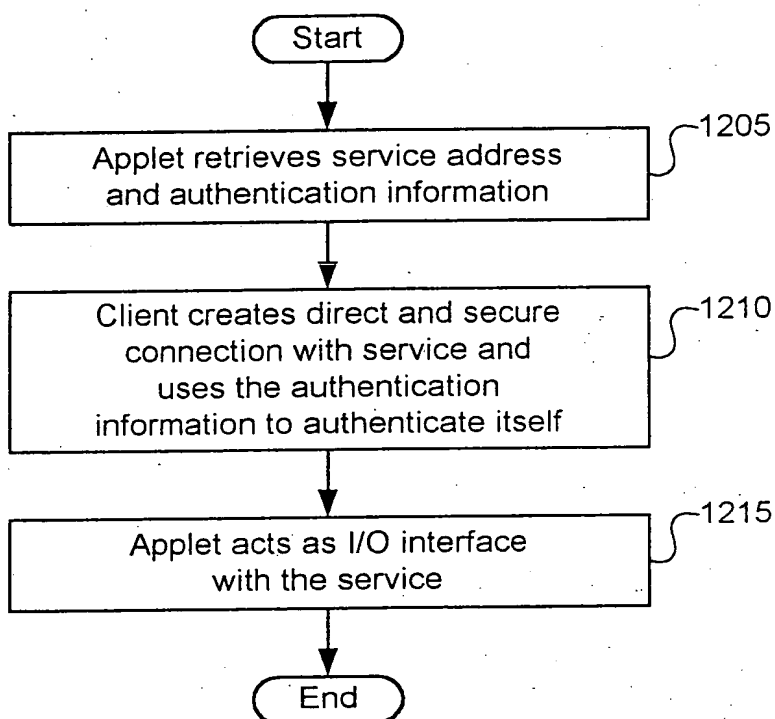 Start
1205
Applet retrieves service address
and authentication information
1210
Client creates direct and secure
connection with service and
uses the authentication
information to authenticate itself
1215
Applet acts as I/O interface
with the service
End